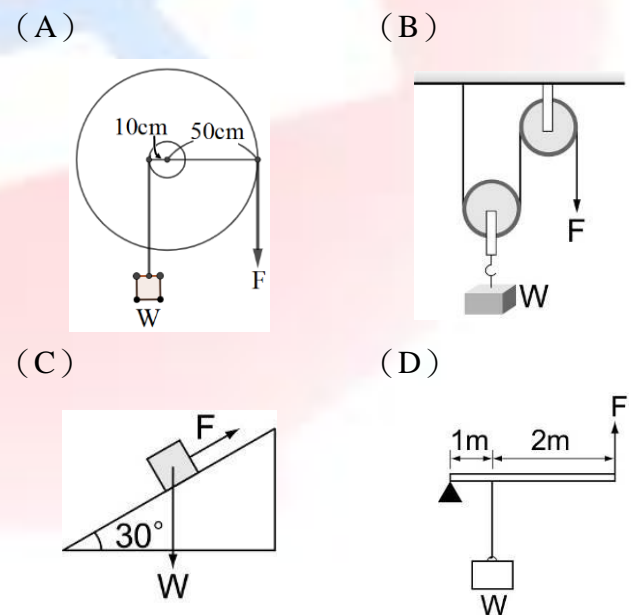 （A）
（B）
10cm
50cm
F
W
F
W
（C）
（D）
F
30°
W
F
1m
2m
W